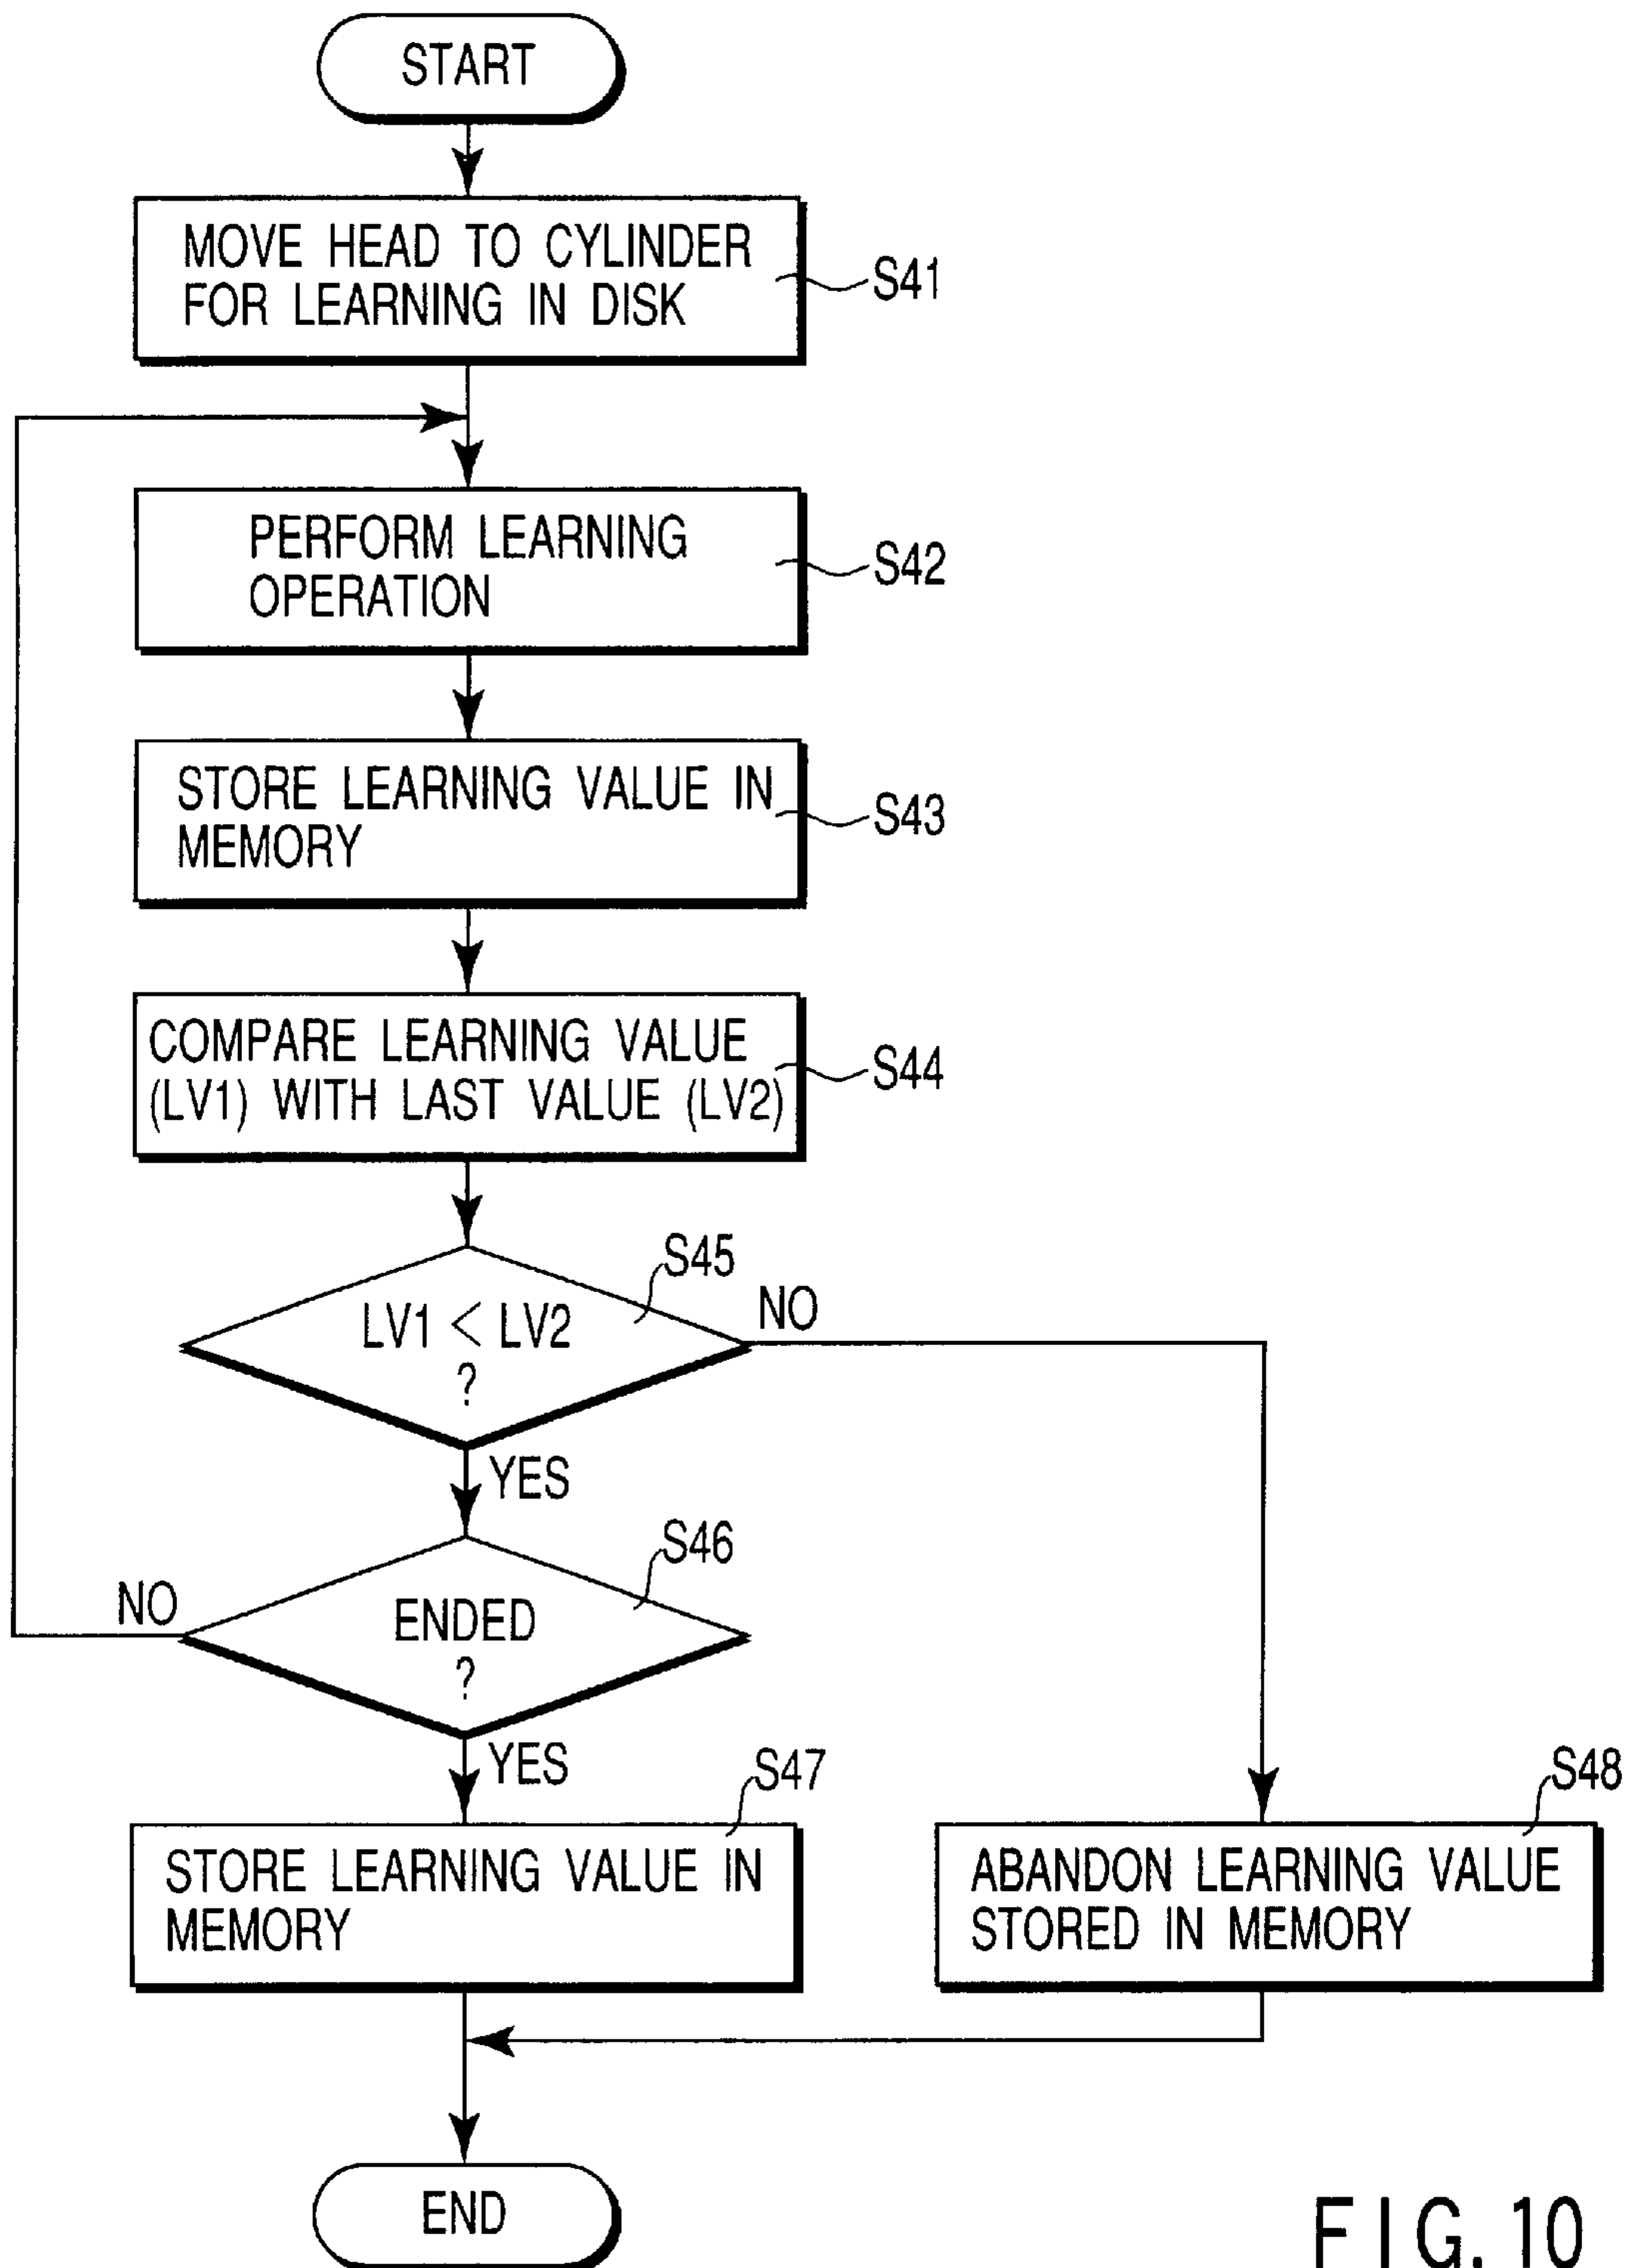 START
MOVE HEAD TO CYLINDER
FOR LEARNING IN DISK
S41
PERFORM LEARNING
OPERATION
S42
STORE LEARNING VALUE IN
MEMORY
S43
COMPARE LEARNING VALUE
(LV1) WITH LAST VALUE (LV2)
S44
S45
LV1 < LV2
?
NO
YES
S46
ENDED
?
NO
YES
S47
STORE LEARNING VALUE IN
MEMORY
S48
ABANDON LEARNING VALUE
STORED IN MEMORY
END
FIG. 10